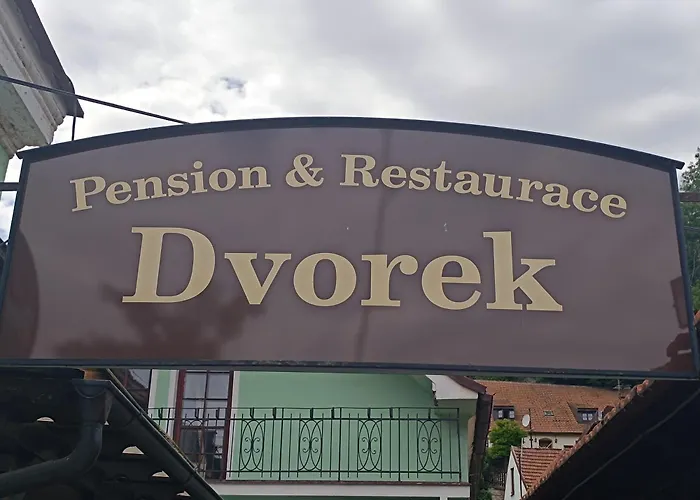 Pension & Restaurace
Dvorek